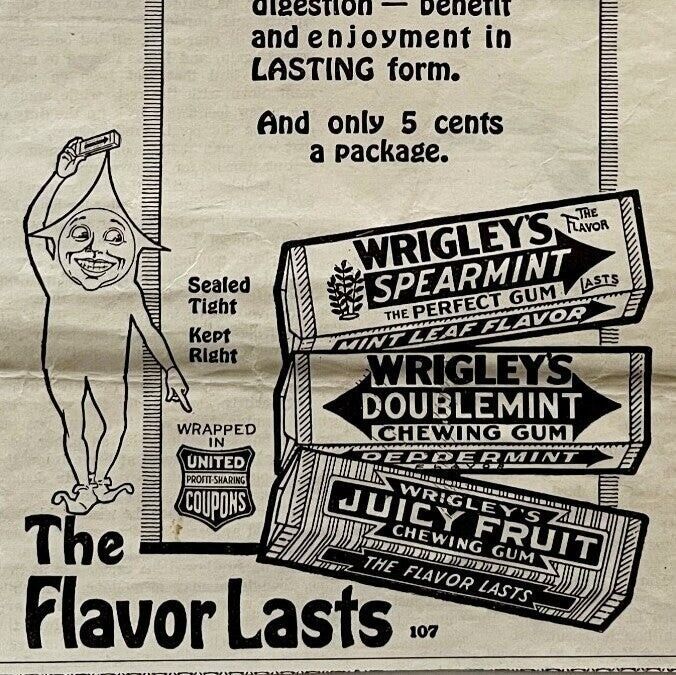 digestion — benefit
and enjoyment in
LASTING form.
And only 5 cents
a package.
Sealed
Tight
Kept
Right
WRAPPED
IN
UNITED
PROFIT-SHARING
COUPONS
WRIGLEY'S
SPEARMINT
THE PERFECT GUM
MINT LEAF FLAVOR
THE
FLAVOR
LASTS
WRIGLEY'S
DOUBLEMINT
CHEWING GUM
PEPPERMINT
WRIGLEY'S
JUICY FRUIT
CHEWING GUM
THE FLAVOR LASTS
The
Flavor Lasts 107